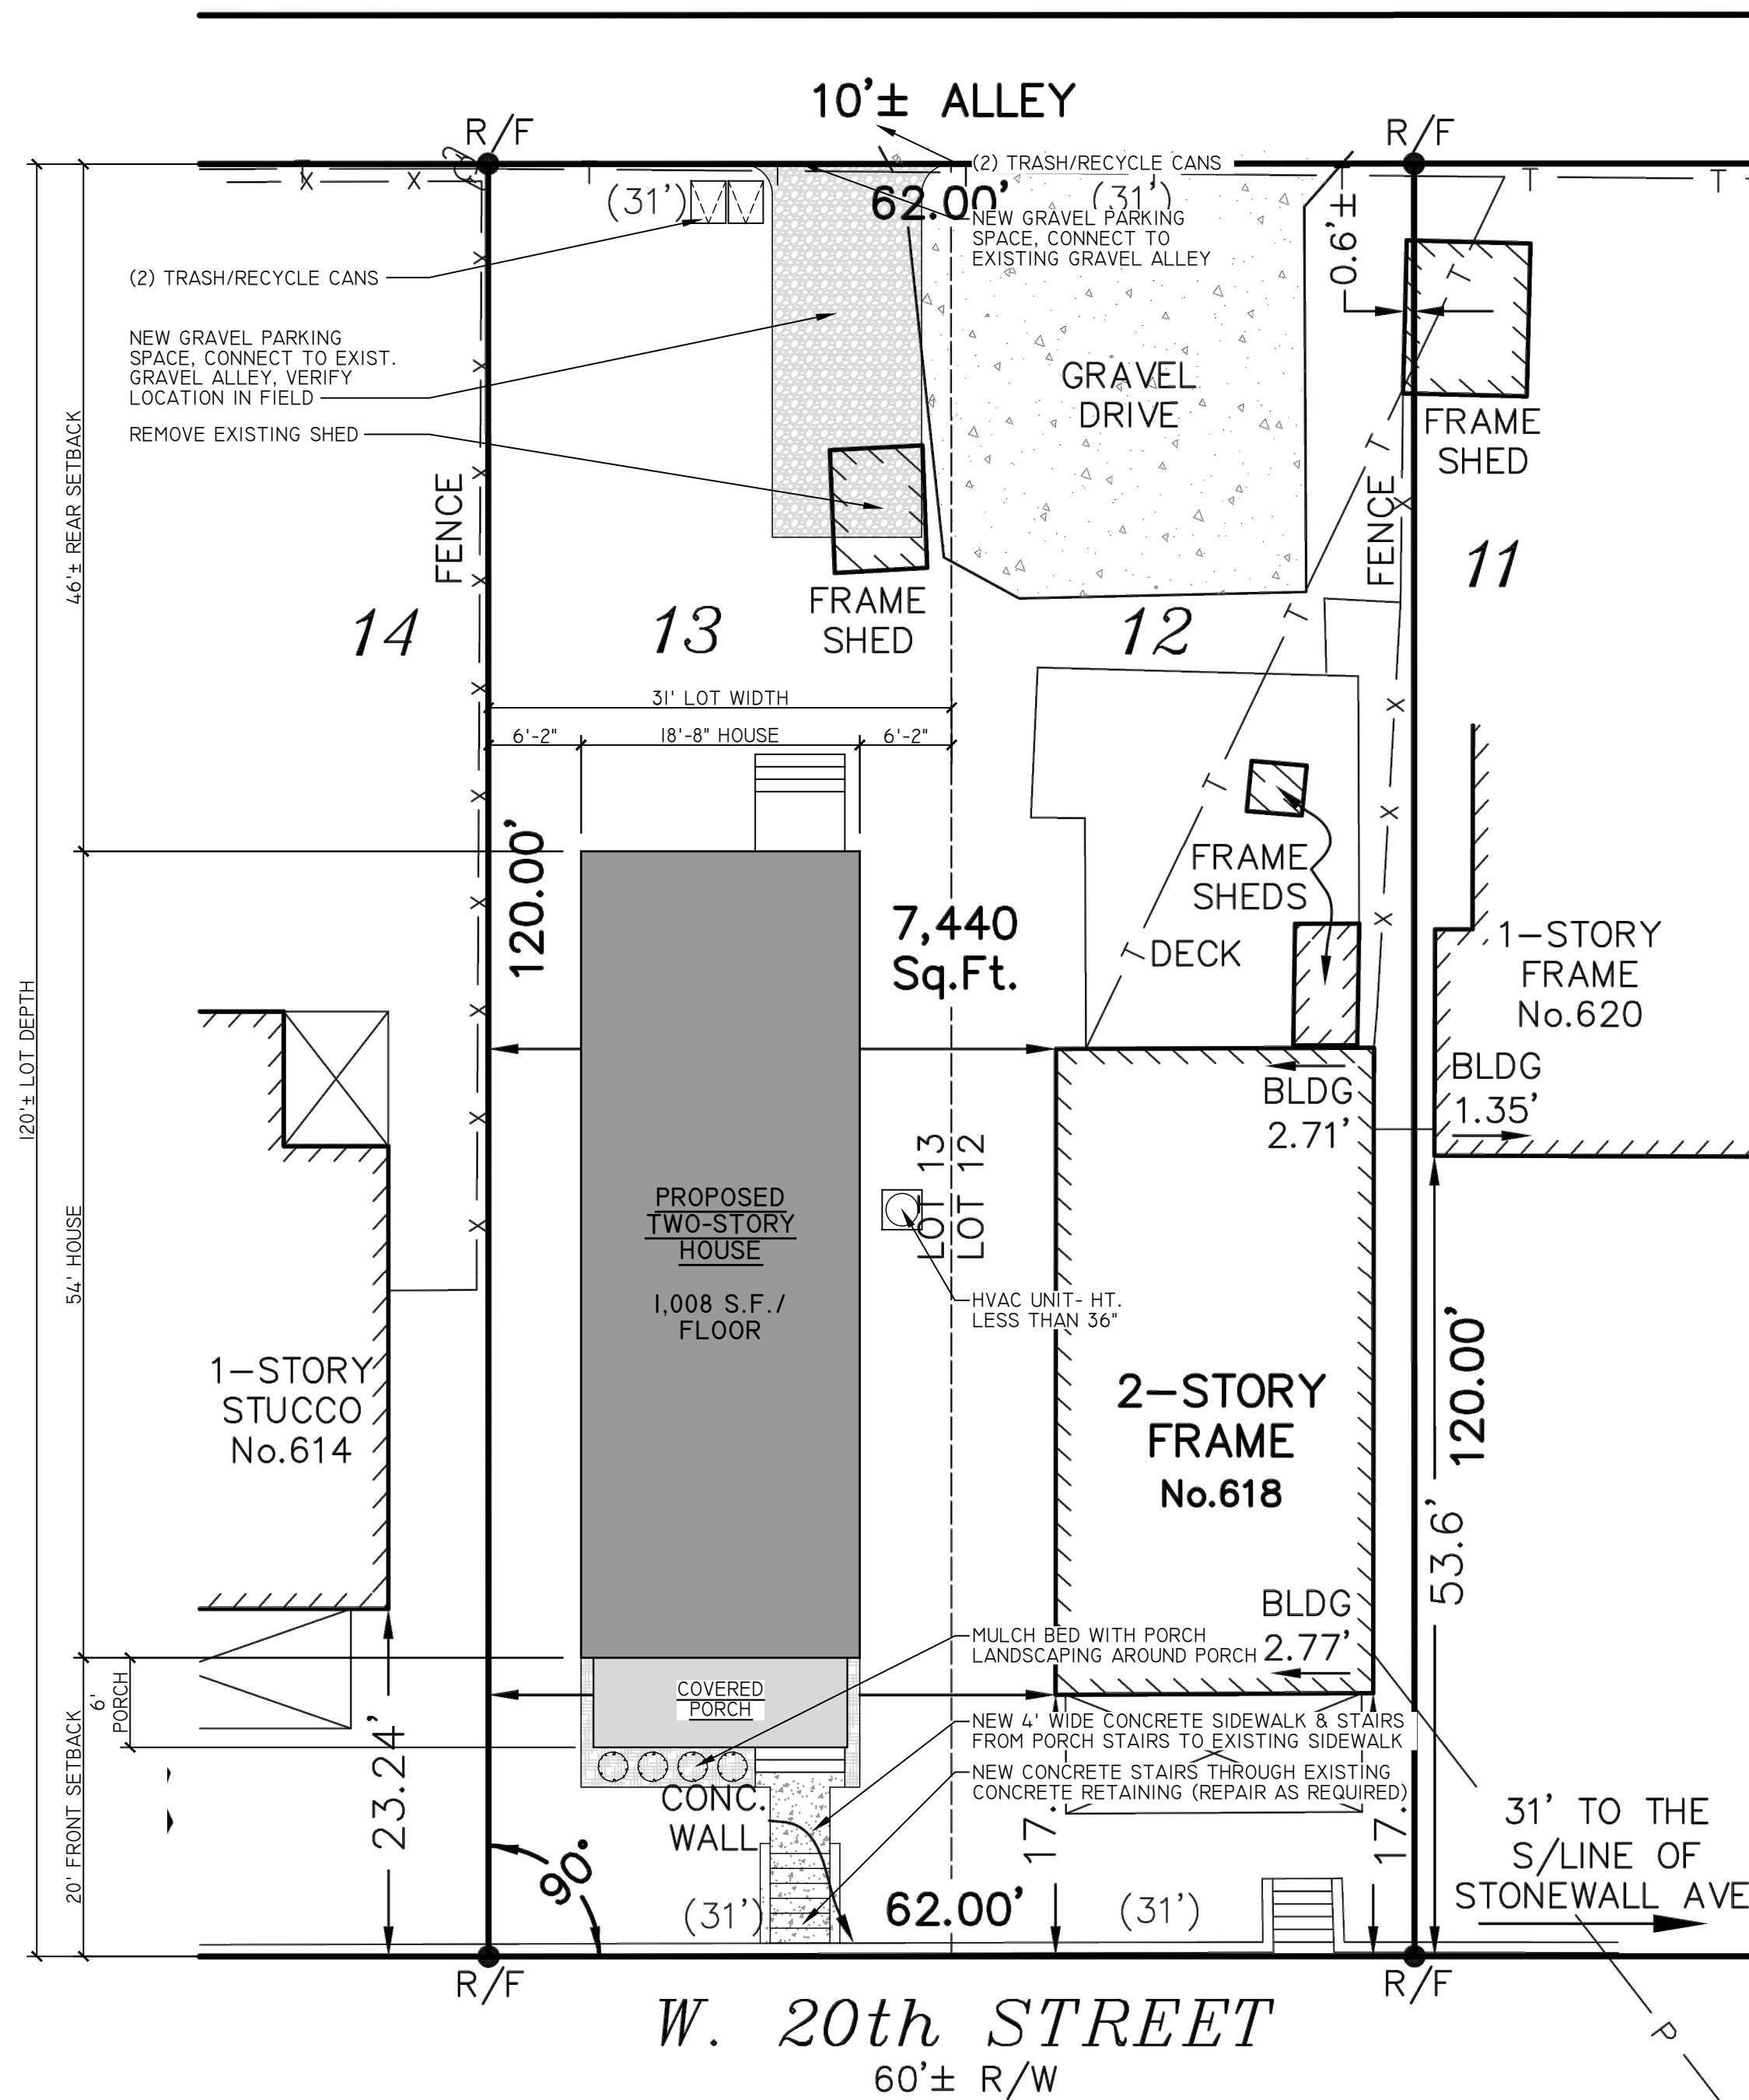 10'± ALLEY
R/F
R/F
(2) TRASH/RECYCLE CANS
(31')
62.00'
(31')
NEW GRAVEL PARKING
SPACE, CONNECT TO
EXISTING GRAVEL ALLEY
0.6'±
(2) TRASH/RECYCLE CANS
NEW GRAVEL PARKING
SPACE, CONNECT TO EXIST.
GRAVEL ALLEY, VERIFY
LOCATION IN FIELD
REMOVE EXISTING SHED
GRAVEL
DRIVE
FRAME
SHED
46'± REAR SETBACK
FENCE
FENCE
11
FRAME
SHED
14
13
12
31' LOT WIDTH
6'-2"
18'-8" HOUSE
6'-2"
120.00'
FRAME
SHEDS
7,440
Sq.Ft.
DECK
1-STORY
FRAME
No.620
120'± LOT DEPTH
BLDG
2.71'
BLDG
1.35'
LOT 13
LOT 12
PROPOSED
TWO-STORY
HOUSE
1,008 S.F./
FLOOR
54' HOUSE
HVAC UNIT- HT.
LESS THAN 36"
1-STORY
STUCCO
No.614
2-STORY
FRAME
No.618
120.00'
53.6'
BLDG
2.77'
MULCH BED WITH PORCH
LANDSCAPING AROUND PORCH
6'
PORCH
COVERED
PORCH
NEW 4' WIDE CONCRETE SIDEWALK & STAIRS
FROM PORCH STAIRS TO EXISTING SIDEWALK
NEW CONCRETE STAIRS THROUGH EXISTING
CONCRETE RETAINING (REPAIR AS REQUIRED)
20' FRONT SETBACK
23.24'
CONC.
WALL
17.
17.
31' TO THE
S/LINE OF
STONEWALL AVE
90°
(31')
62.00'
(31')
R/F
R/F
W. 20th STREET
60'± R/W
P